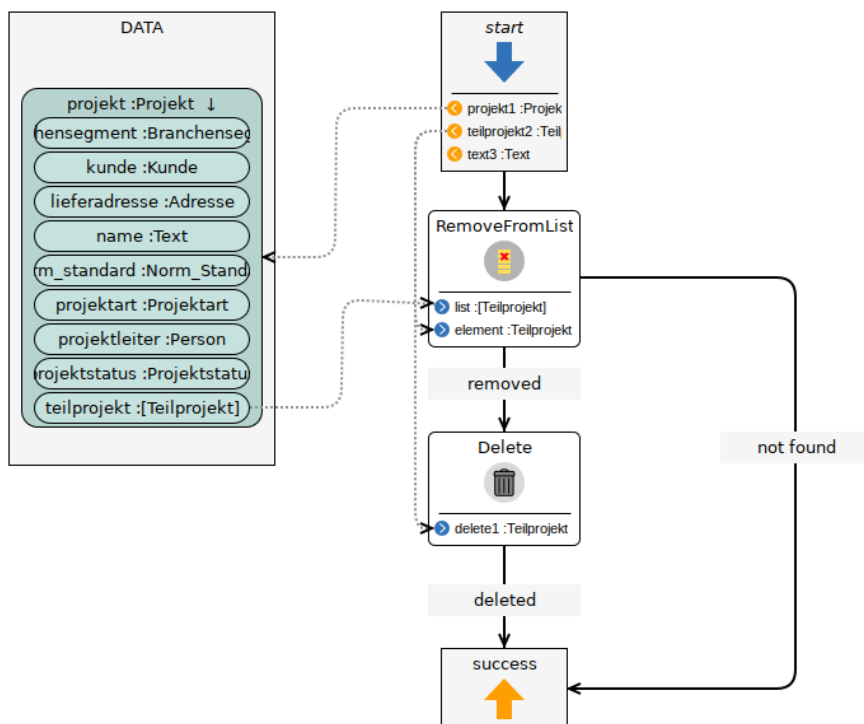 DATA
projekt :Projekt ↓
hensegment :Branchenseg
kunde :Kunde
lieferadresse :Adresse
name :Text
rm_standard :Norm_Stand
projektart :Projektart
projektleiter :Person
rojektstatus :Projektstatu
teilprojekt :[Teilprojekt]
start
projekt1 :Projek
teilprojekt2 :Teil
text3 :Text
RemoveFromList
list :[Teilprojekt]
element :Teilprojekt
removed
not found
Delete
delete1 :Teilprojekt
deleted
success